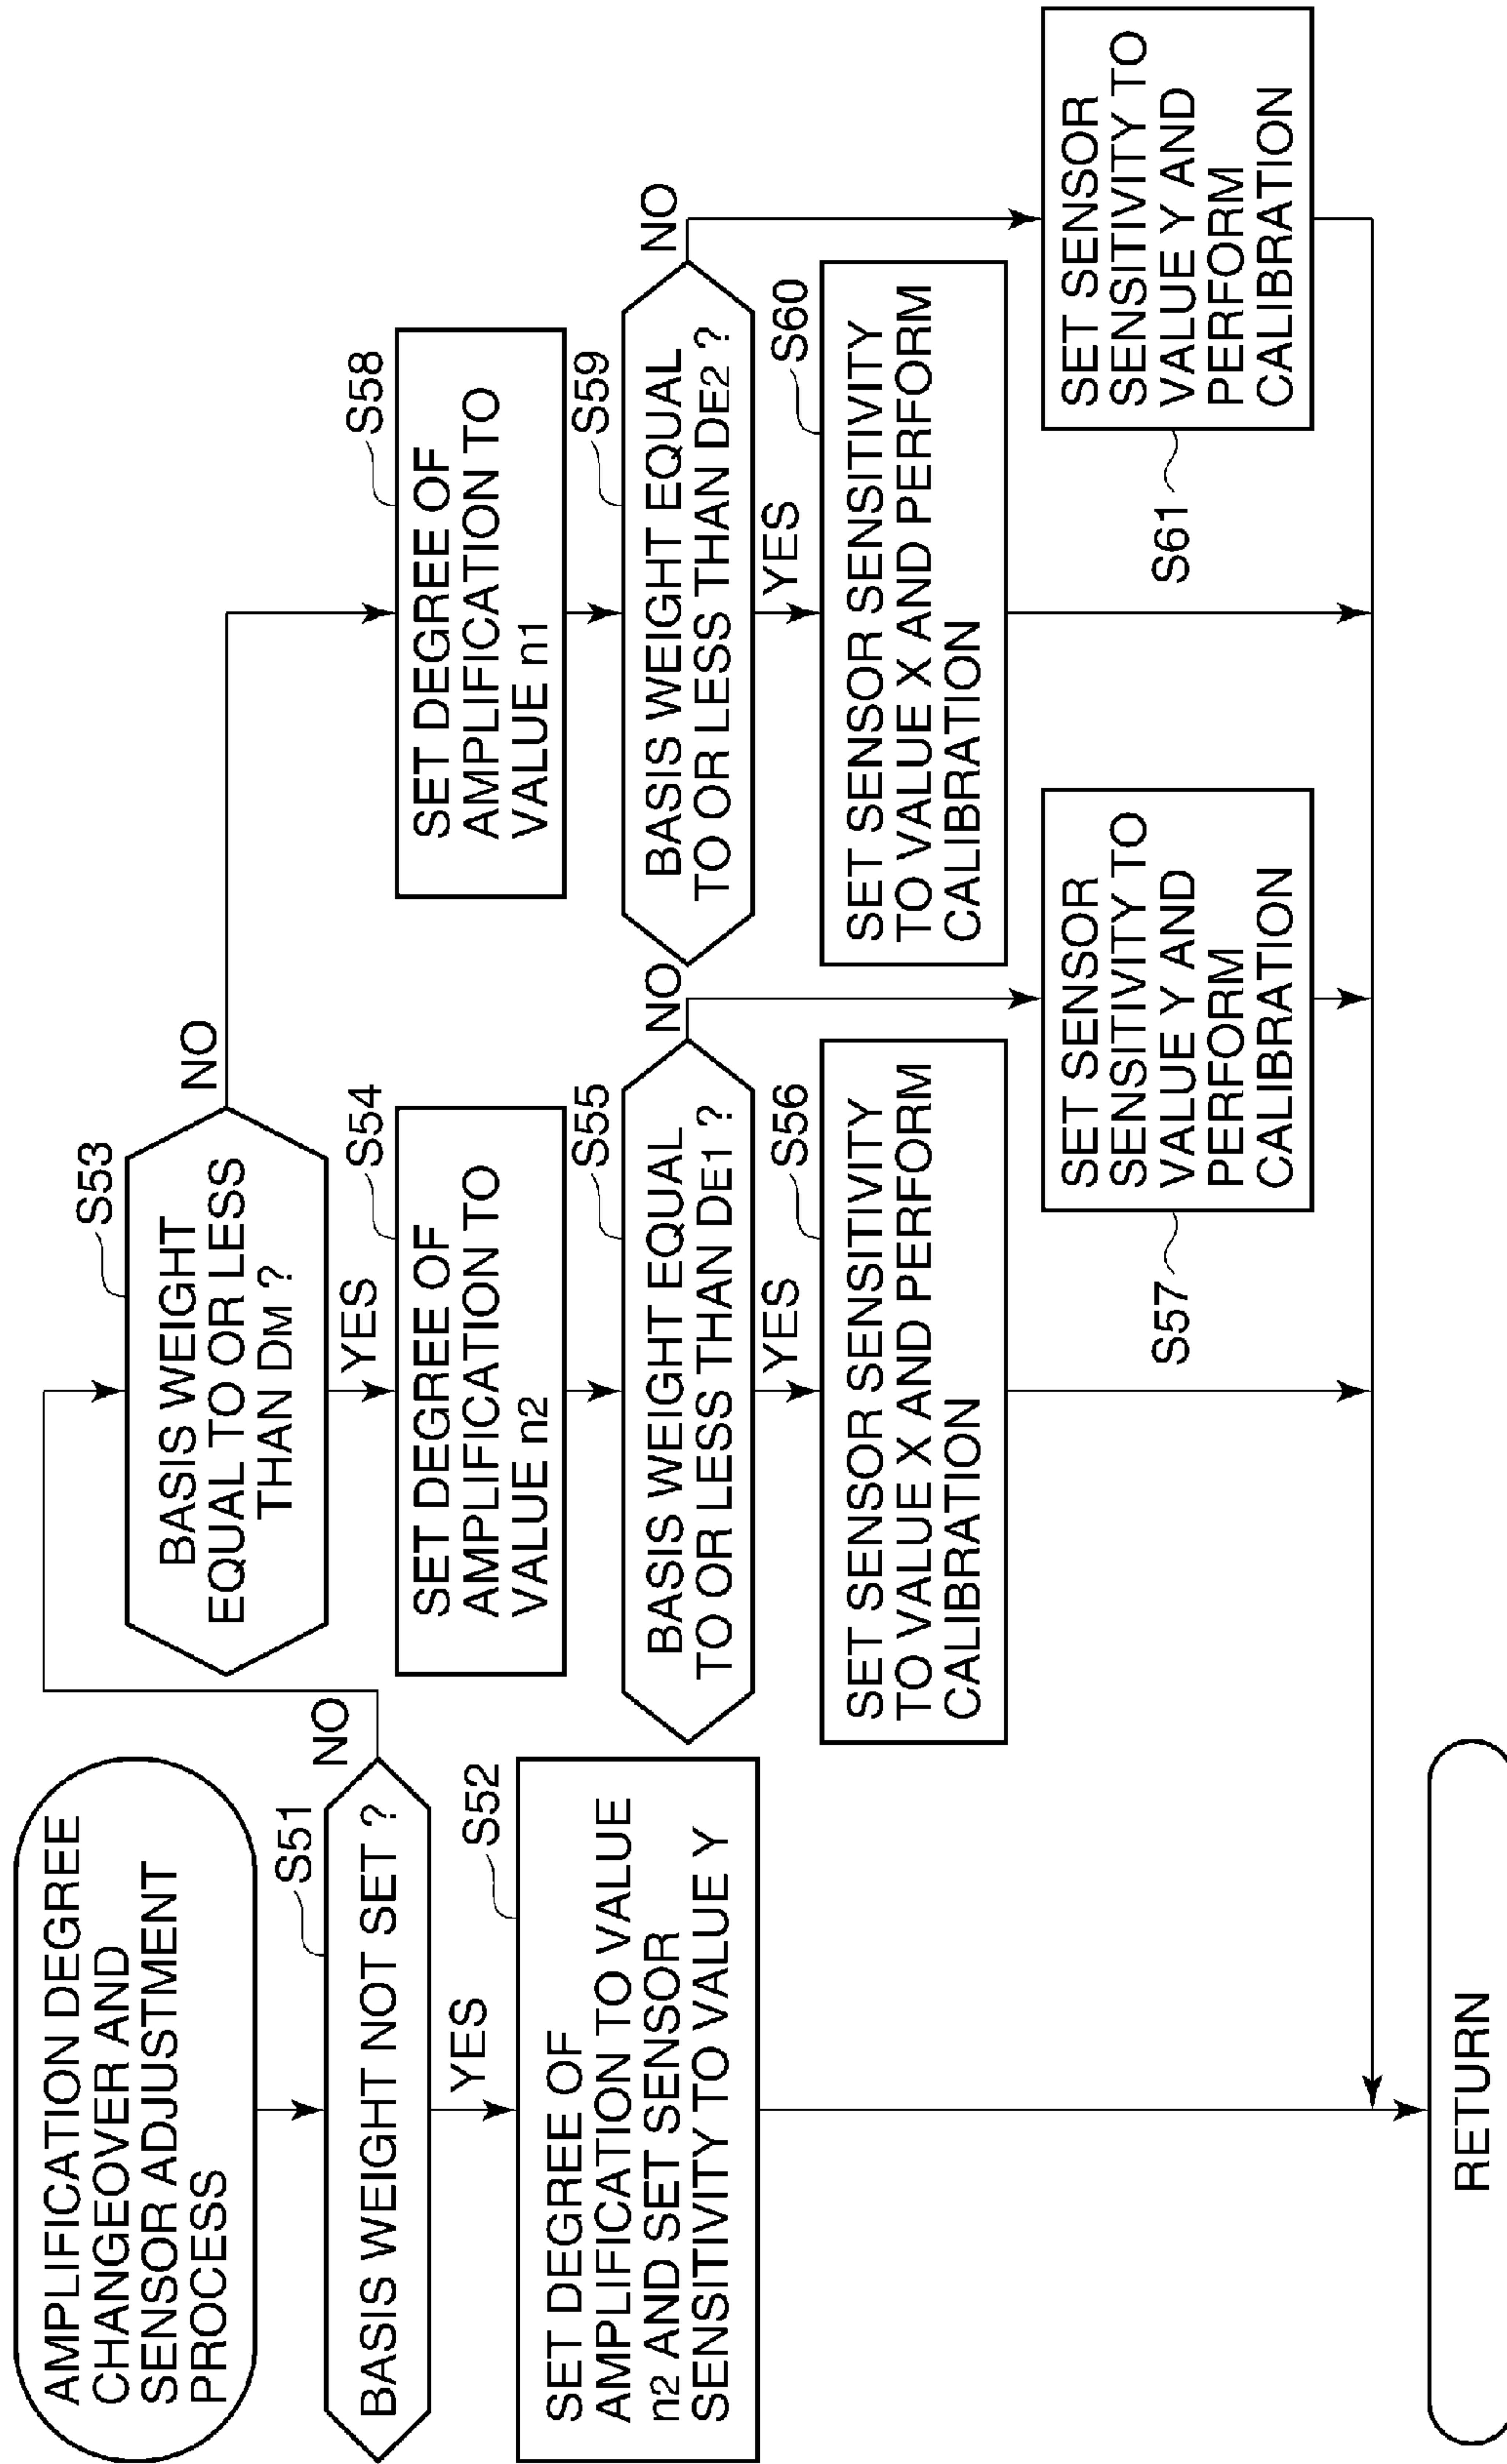 AMPLIFICATION DEGREE
CHANGEOVER AND
SENSOR ADJUSTMENT
PROCESS
S51
BASIS WEIGHT NOT SET ?
NO
YES
S52
SET DEGREE OF
AMPLIFICATION TO VALUE
n2 AND SET SENSOR
SENSITIVITY TO VALUE Y
S53
BASIS WEIGHT
EQUAL TO OR LESS
THAN DM ?
NO
YES
S54
SET DEGREE OF
AMPLIFICATION TO
VALUE n2
S55
BASIS WEIGHT EQUAL
TO OR LESS THAN DE1 ?
NO
YES
S56
SET SENSOR SENSITIVITY
TO VALUE X AND PERFORM
CALIBRATION
S57
SET SENSOR
SENSITIVITY TO
VALUE Y AND
PERFORM
CALIBRATION
S58
SET DEGREE OF
AMPLIFICATION TO
VALUE n1
S59
BASIS WEIGHT EQUAL
TO OR LESS THAN DE2 ?
NO
YES
S60
SET SENSOR SENSITIVITY
TO VALUE X AND PERFORM
CALIBRATION
S61
SET SENSOR
SENSITIVITY TO
VALUE Y AND
PERFORM
CALIBRATION
RETURN